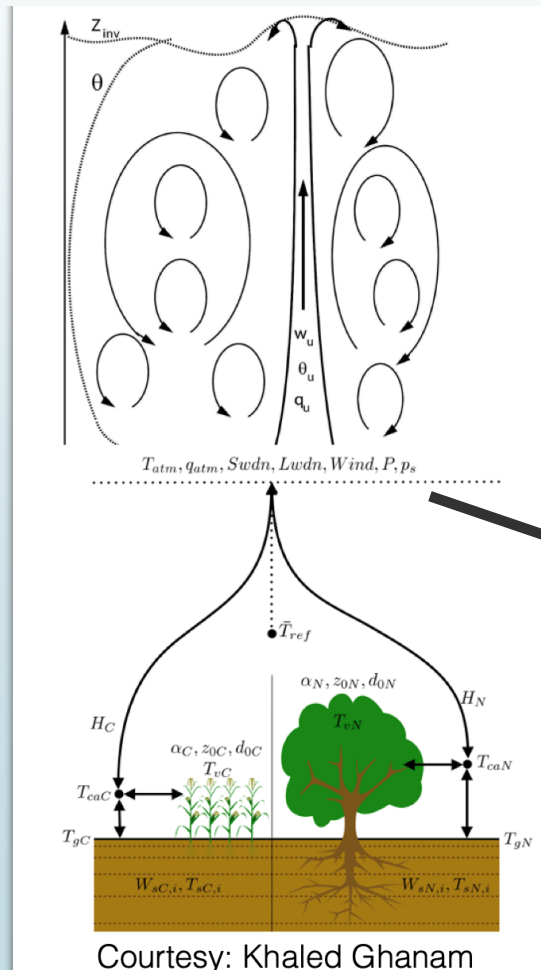 Z_inv
θ
w_u
θ_u
q_u
T_atm, q_atm, Swdn, Lwdn, Wind, P, p_s
T̄_ref
α_N, z_0N, d_0N
T_vN
H_C
H_N
α_C, z_0C, d_0C
T_vC
T_caC
T_caN
T_gC
T_gN
W_sC,i, T_sC,i
W_sN,i, T_sN,i
Courtesy: Khaled Ghanam